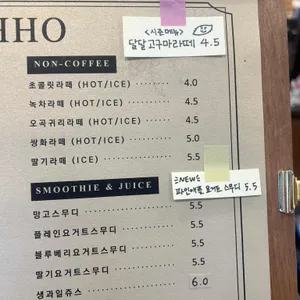 HHO
<시즌메뉴>
달달고구마라떼 4.5
NON-COFFEE
초콜릿라떼 (HOT/ICE) 4.0
녹차라떼 (HOT/ICE) 4.5
오곡귀리라떼 (HOT/ICE) 4.5
쌍화라떼 (HOT/ICE) 5.0
딸기라떼 (ICE) 5.5
<NEW>
파인애플 요거트 스무디 5.5
SMOOTHIE & JUICE
망고스무디 5.5
플레인요거트스무디 5.5
블루베리요거트스무디 5.5
딸기요거트스무디 5.5
생과일쥬스 6.0